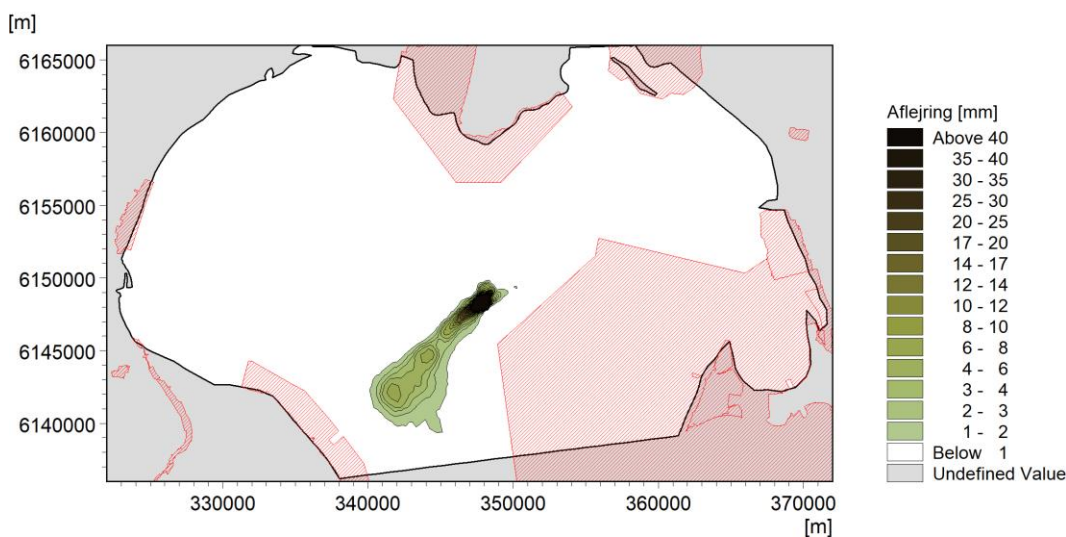 [m]
6165000
6160000
6155000
6150000
6145000
6140000
330000 340000 350000 360000 370000
[m]
Aflejring [mm]
Above 40
35 - 40
30 - 35
25 - 30
20 - 25
17 - 20
14 - 17
12 - 14
10 - 12
8 - 10
6 - 8
4 - 6
3 - 4
2 - 3
1 - 2
Below 1
Undefined Value